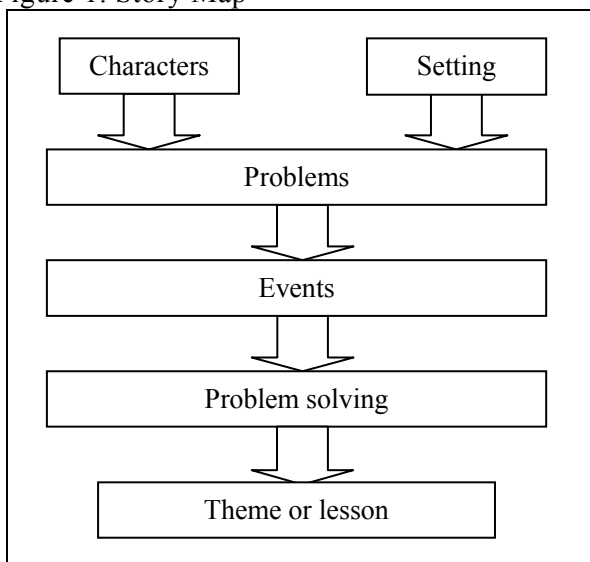 Figure 1. Story Map
Characters
Setting
Problems
Events
Problem solving
Theme or lesson